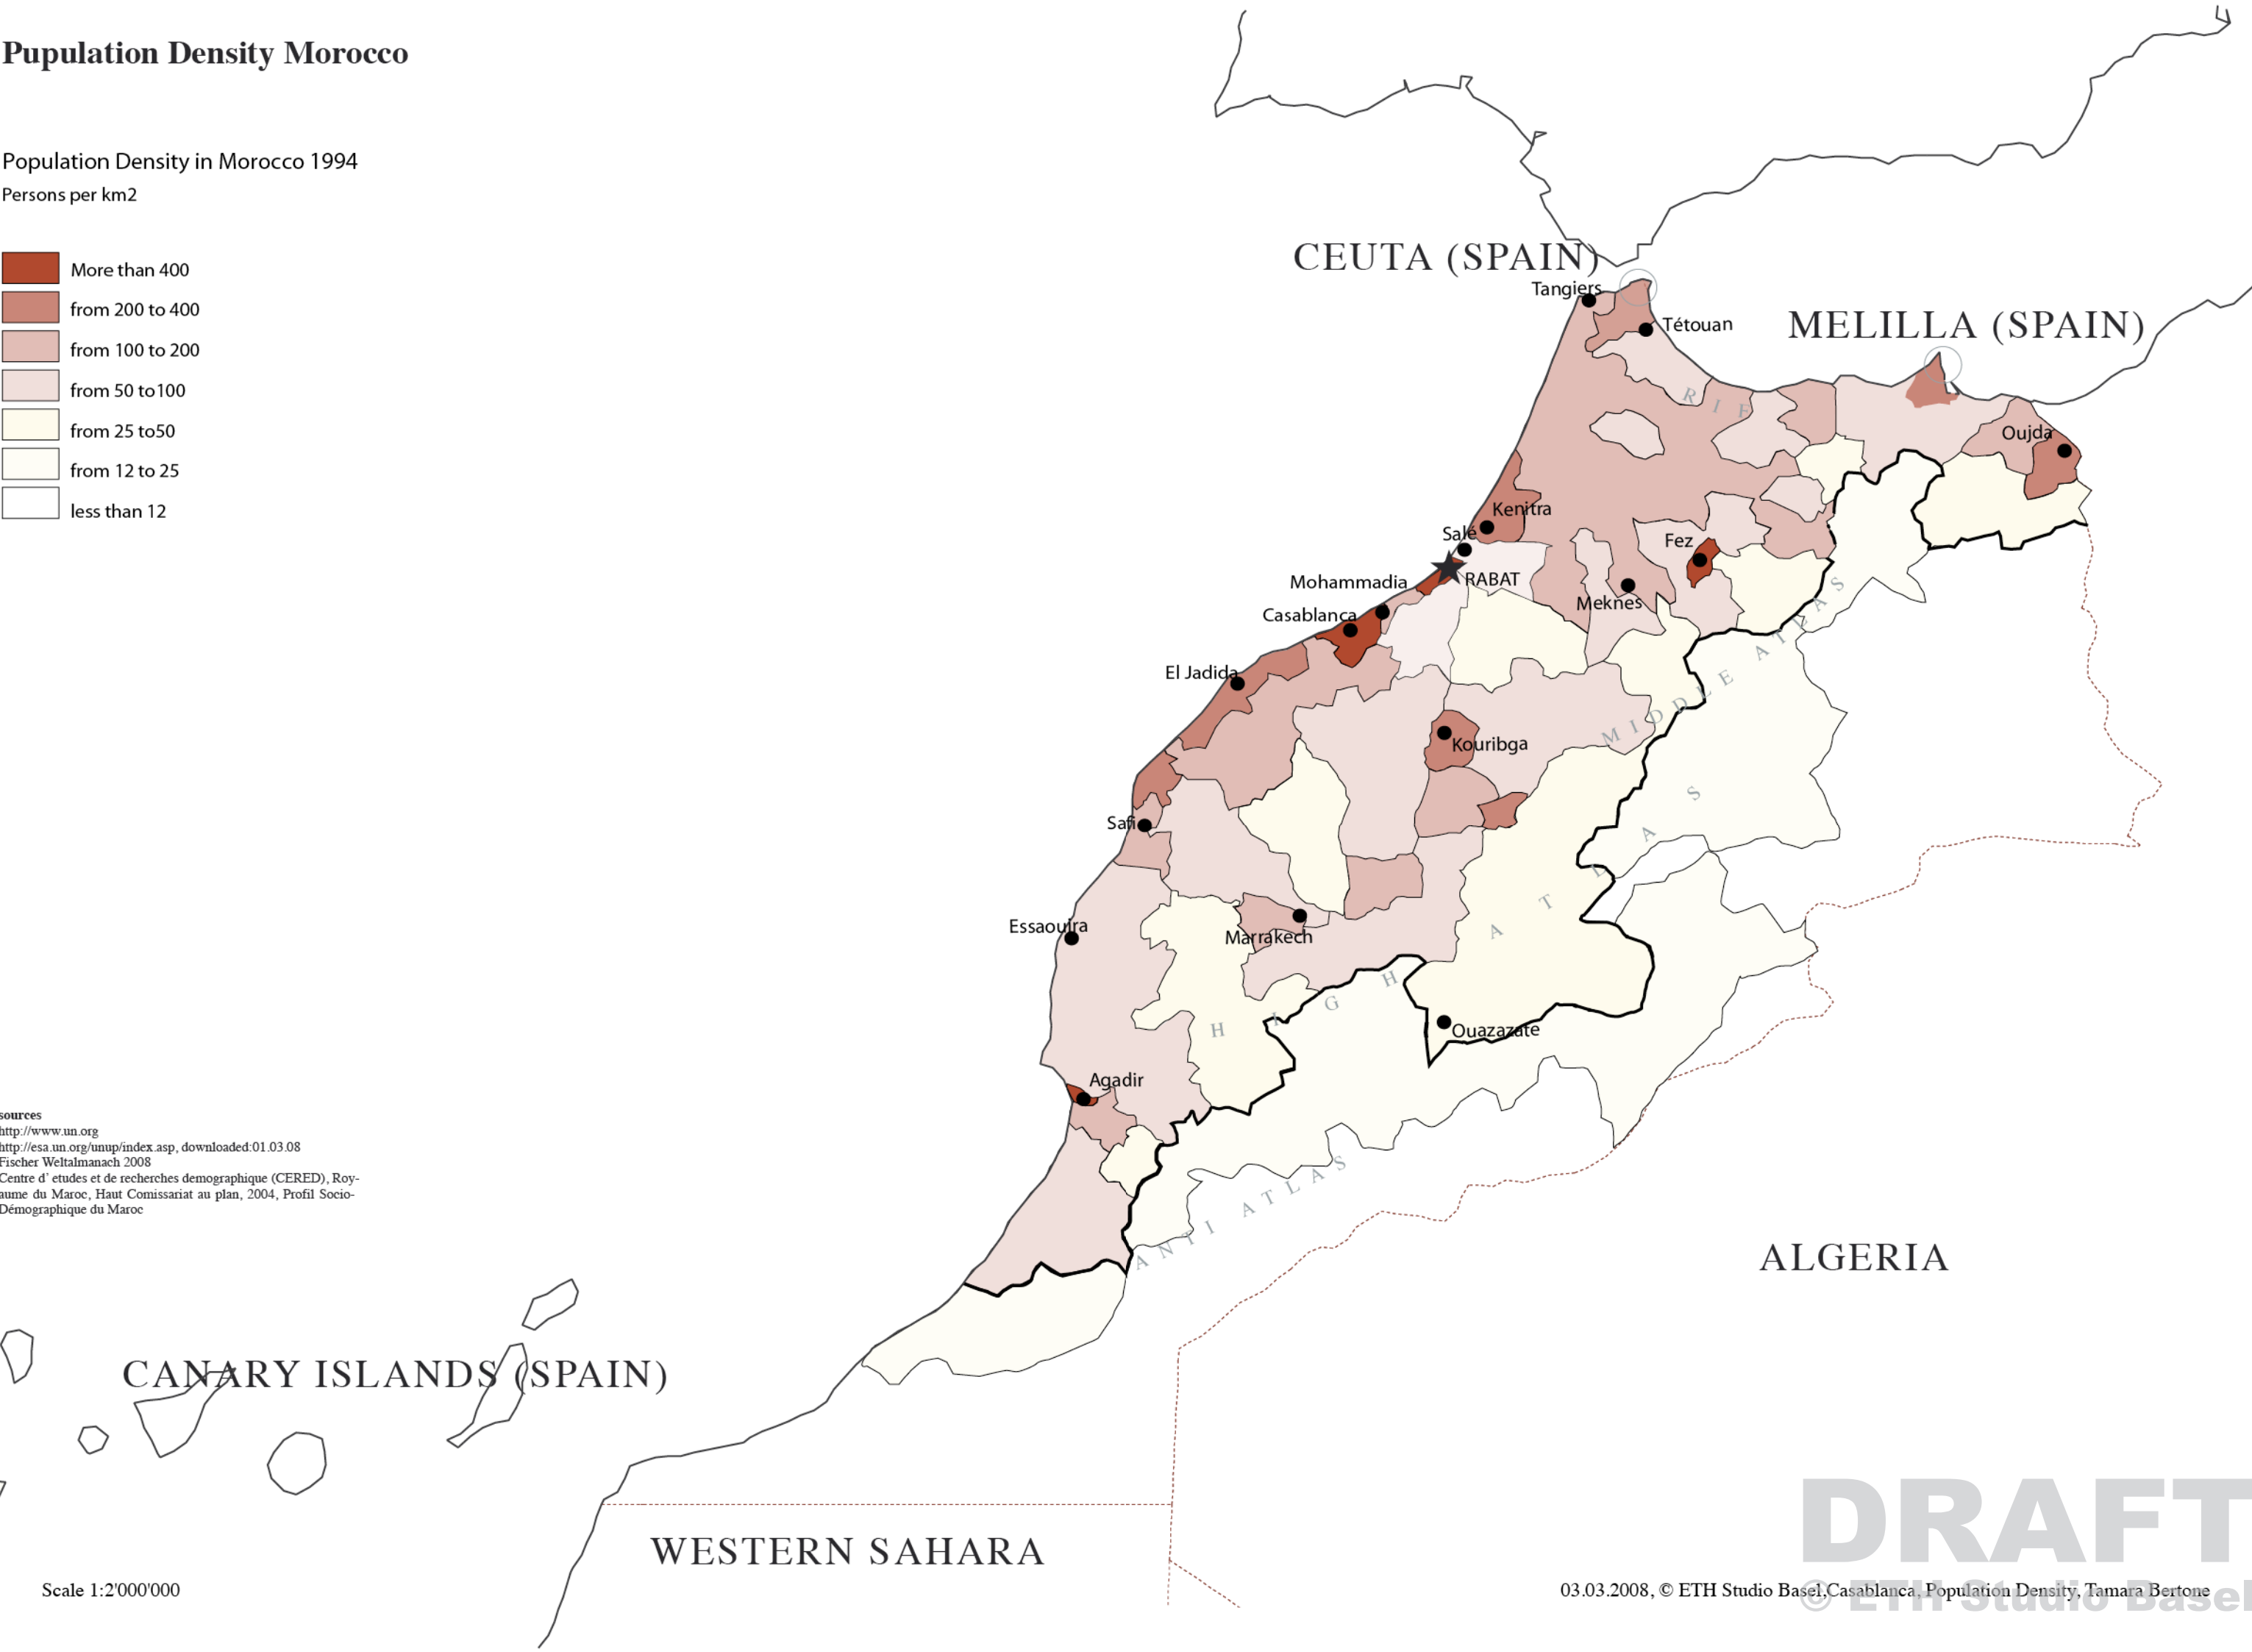 Pupulation Density Morocco
Population Density in Morocco 1994
Persons per km2
More than 400
from 200 to 400
from 100 to 200
from 50 to100
from 25 to50
from 12 to 25
less than 12
CEUTA (SPAIN)
Tangiers
Tétouan
MELILLA (SPAIN)
RIF
Oujda
Kenitra
Salé
Fez
RABAT
Mohammadia
Meknes
Casablanca
El Jadida
Kouribga
MIDDLE ATLAS
Safi
Essaouira
Marrakech
HIGH ATLAS
Ouazazate
Agadir
ANTI ATLAS
sources
http://www.un.org
http://esa.un.org/unup/index.asp, downloaded:01.03.08
Fischer Weltalmanach 2008
Centre d' etudes et de recherches demographique (CERED), Roy-
aume du Maroc, Haut Comissariat au plan, 2004, Profil Socio-
Démographique du Maroc
ALGERIA
CANARY ISLANDS (SPAIN)
WESTERN SAHARA
DRAFT
Scale 1:2'000'000
03.03.2008, © ETH Studio Basel,Casablanca, Population Density, Tamara Bertone
© ETH Studio Basel